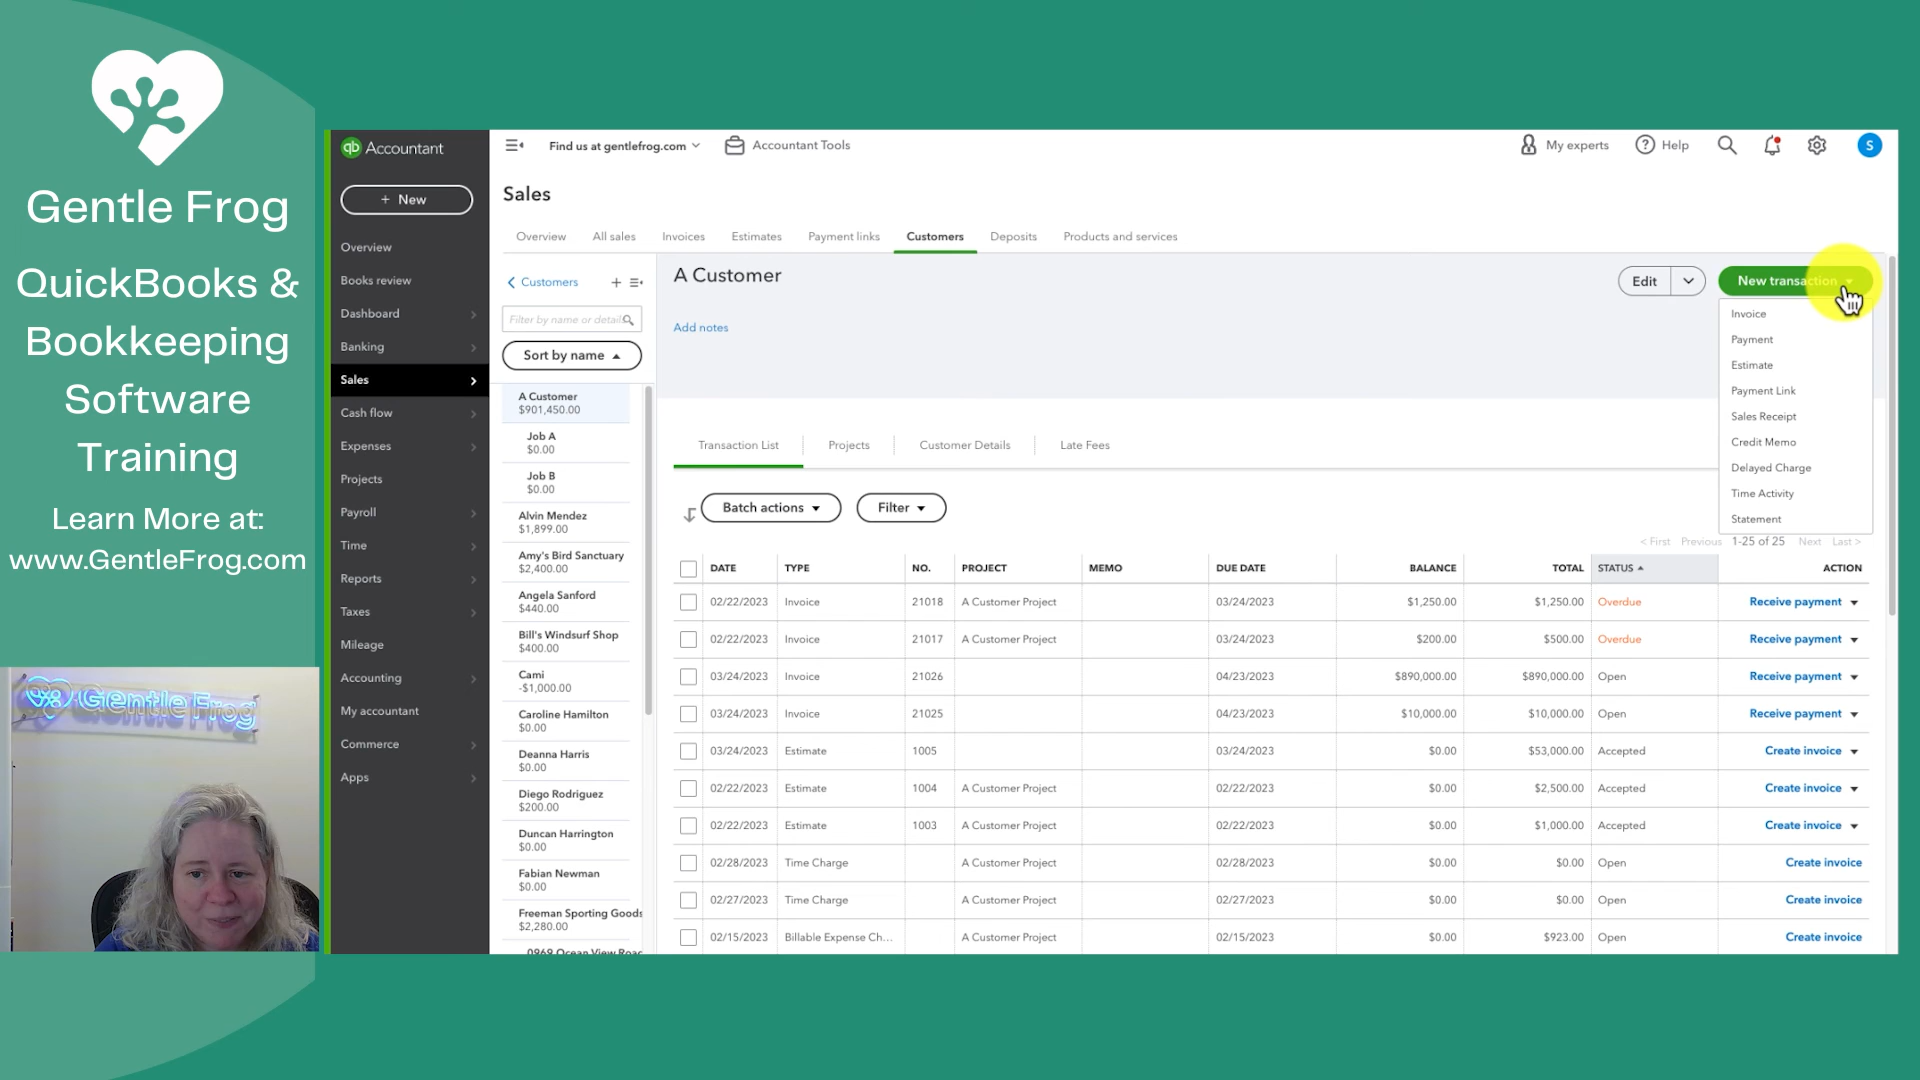 Gentle Frog
QuickBooks &
Bookkeeping
Software
Training
Learn More at:
www.GentleFrog.com
Gentle Frog
qb Accountant
+ New
Overview
Books review
Dashboard
Banking
Sales
Cash flow
Expenses
Projects
Payroll
Time
Reports
Taxes
Mileage
Accounting
My accountant
Commerce
Apps
Find us at gentlefrog.com
Accountant Tools
My experts
Help
S
Sales
Overview All sales Invoices Estimates Payment links Customers Deposits Products and services
Customers
Filter by name or detail
Sort by name
A Customer
$901,450.00
Job A
$0.00
Job B
$0.00
Alvin Mendez
$1,899.00
Amy's Bird Sanctuary
$2,400.00
Angela Sanford
$440.00
Bill's Windsurf Shop
$400.00
Cami
-$1,000.00
Caroline Hamilton
$0.00
Deanna Harris
$0.00
Diego Rodriguez
$200.00
Duncan Harrington
$0.00
Fabian Newman
$0.00
Freeman Sporting Goods
$2,280.00
0969 Ocean View Road
A Customer
Add notes
Edit
New transaction
Invoice
Payment
Estimate
Payment Link
Sales Receipt
Credit Memo
Delayed Charge
Time Activity
Statement
Transaction List Projects Customer Details Late Fees
Batch actions Filter
< First Previous 1-25 of 25 Next Last >
DATE TYPE NO. PROJECT MEMO DUE DATE BALANCE TOTAL STATUS ACTION
02/22/2023 Invoice 21018 A Customer Project 03/24/2023 $1,250.00 $1,250.00 Overdue Receive payment
02/22/2023 Invoice 21017 A Customer Project 03/24/2023 $200.00 $500.00 Overdue Receive payment
03/24/2023 Invoice 21026 04/23/2023 $890,000.00 $890,000.00 Open Receive payment
03/24/2023 Invoice 21025 04/23/2023 $10,000.00 $10,000.00 Open Receive payment
03/24/2023 Estimate 1005 03/24/2023 $0.00 $53,000.00 Accepted Create invoice
02/22/2023 Estimate 1004 A Customer Project 02/22/2023 $0.00 $2,500.00 Accepted Create invoice
02/22/2023 Estimate 1003 A Customer Project 02/22/2023 $0.00 $1,000.00 Accepted Create invoice
02/28/2023 Time Charge A Customer Project 02/28/2023 $0.00 $0.00 Open Create invoice
02/27/2023 Time Charge A Customer Project 02/27/2023 $0.00 $0.00 Open Create invoice
02/15/2023 Billable Expense Ch... A Customer Project 02/15/2023 $0.00 $923.00 Open Create invoice